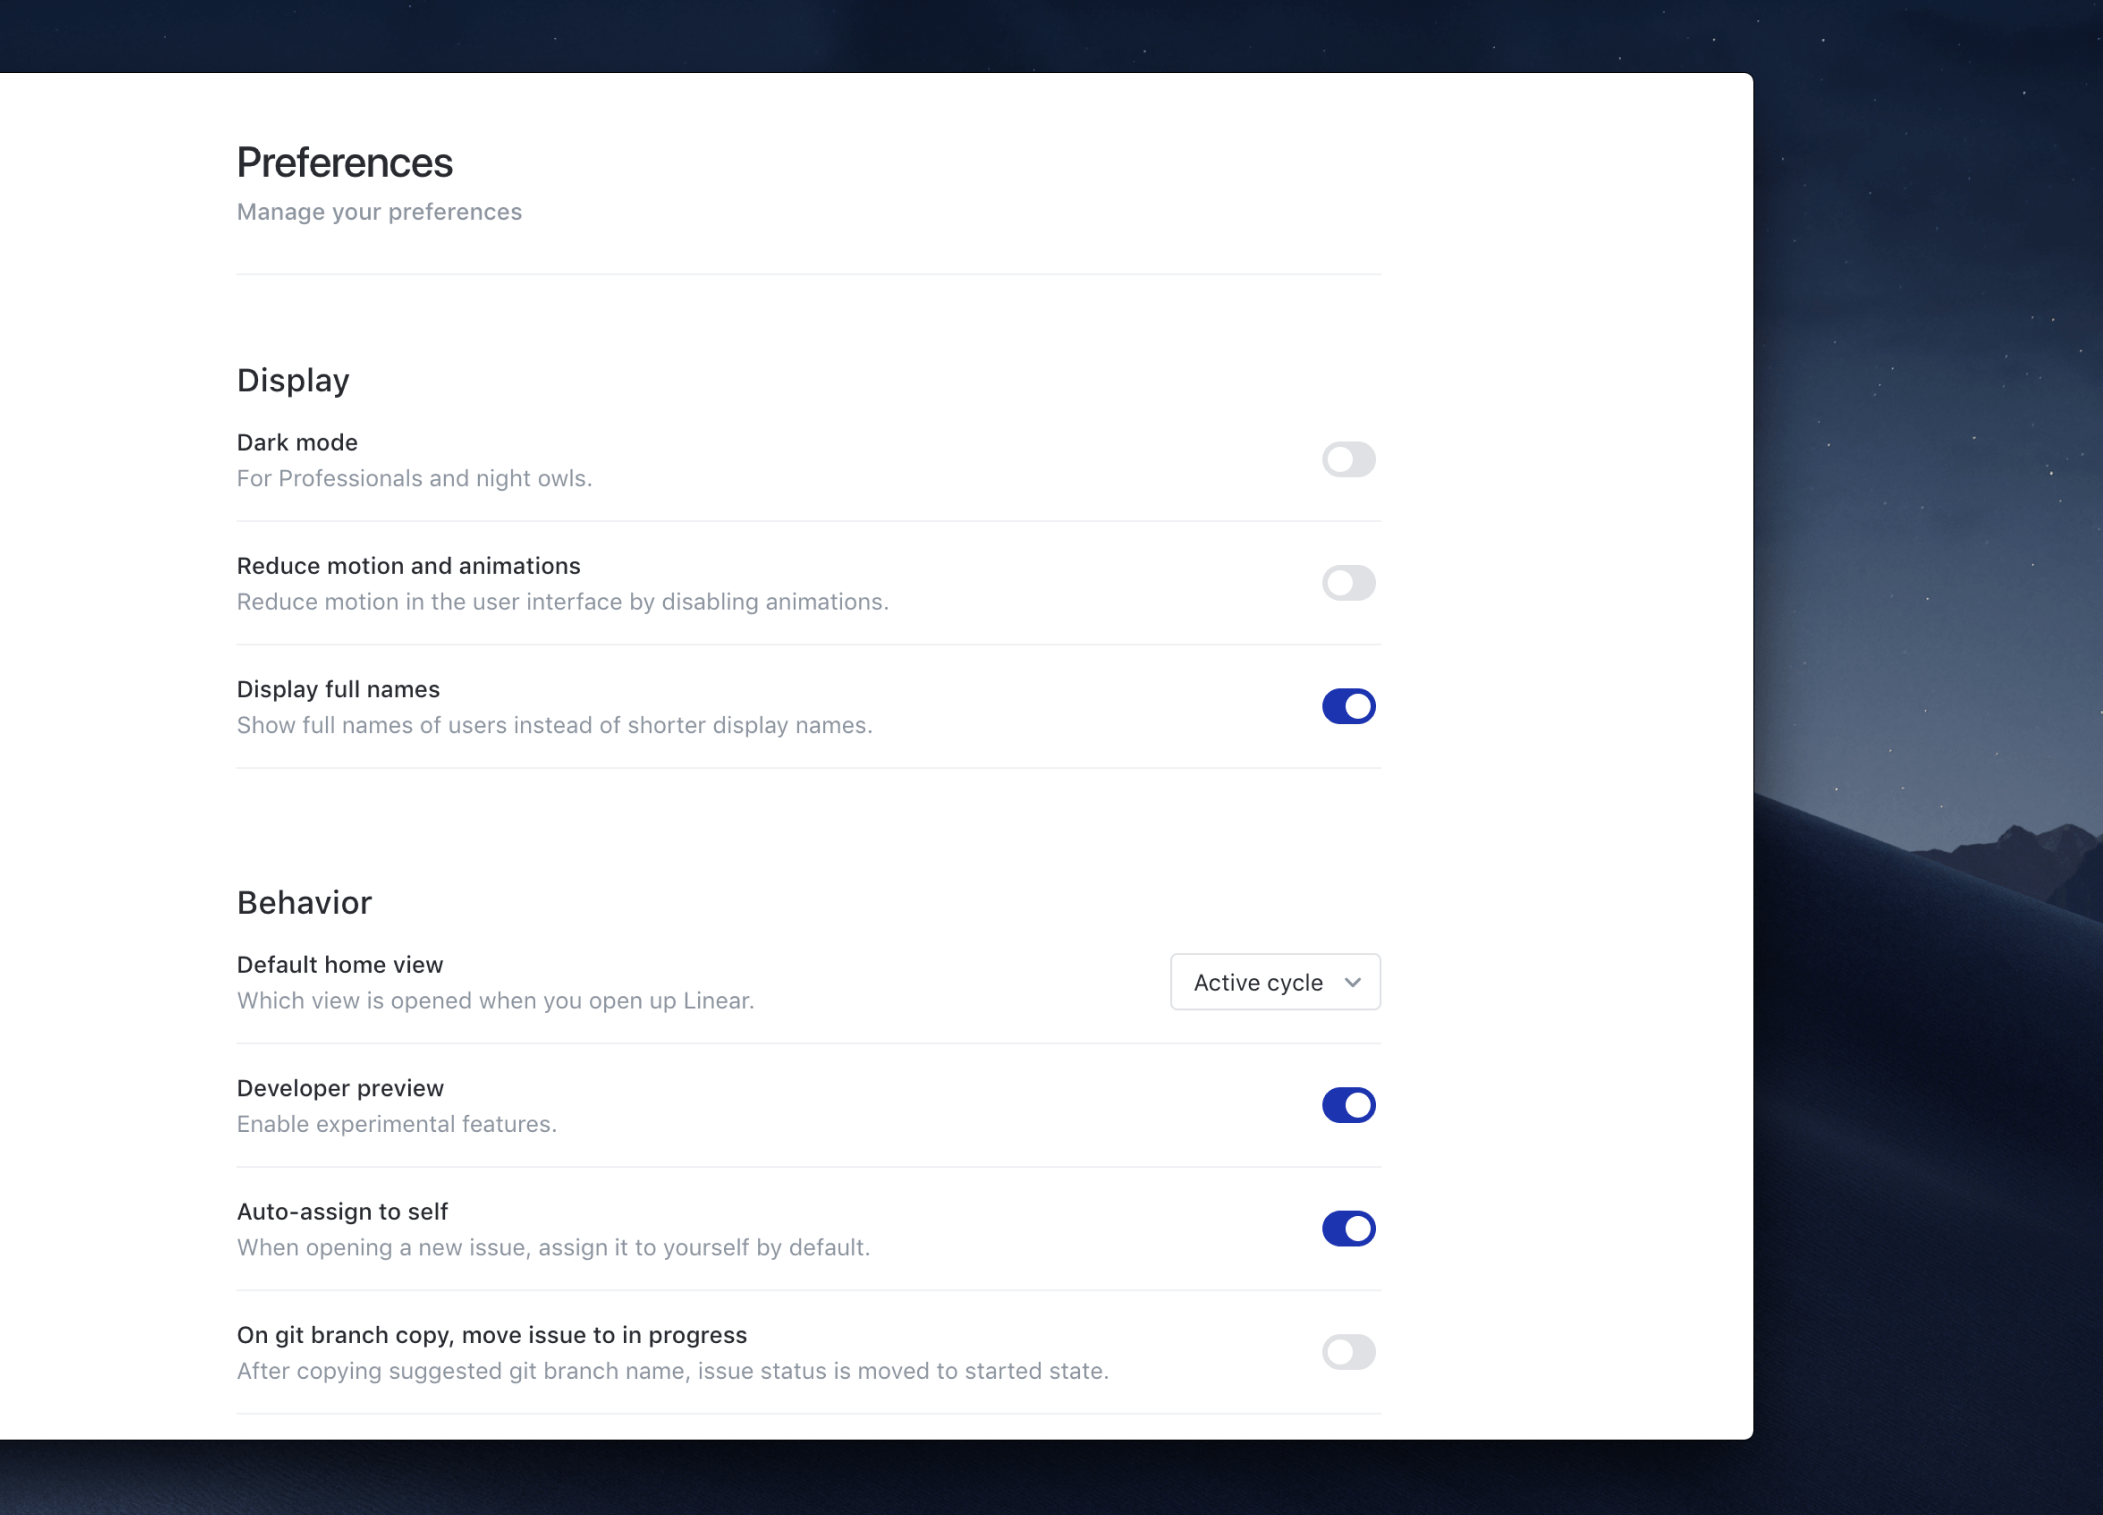 Preferences
Manage your preferences
Display
Dark mode
For Professionals and night owls.
Reduce motion and animations
Reduce motion in the user interface by disabling animations.
Display full names
Show full names of users instead of shorter display names.
Behavior
Default home view
Which view is opened when you open up Linear.
Active cycle
Developer preview
Enable experimental features.
Auto-assign to self
When opening a new issue, assign it to yourself by default.
On git branch copy, move issue to in progress
After copying suggested git branch name, issue status is moved to started state.